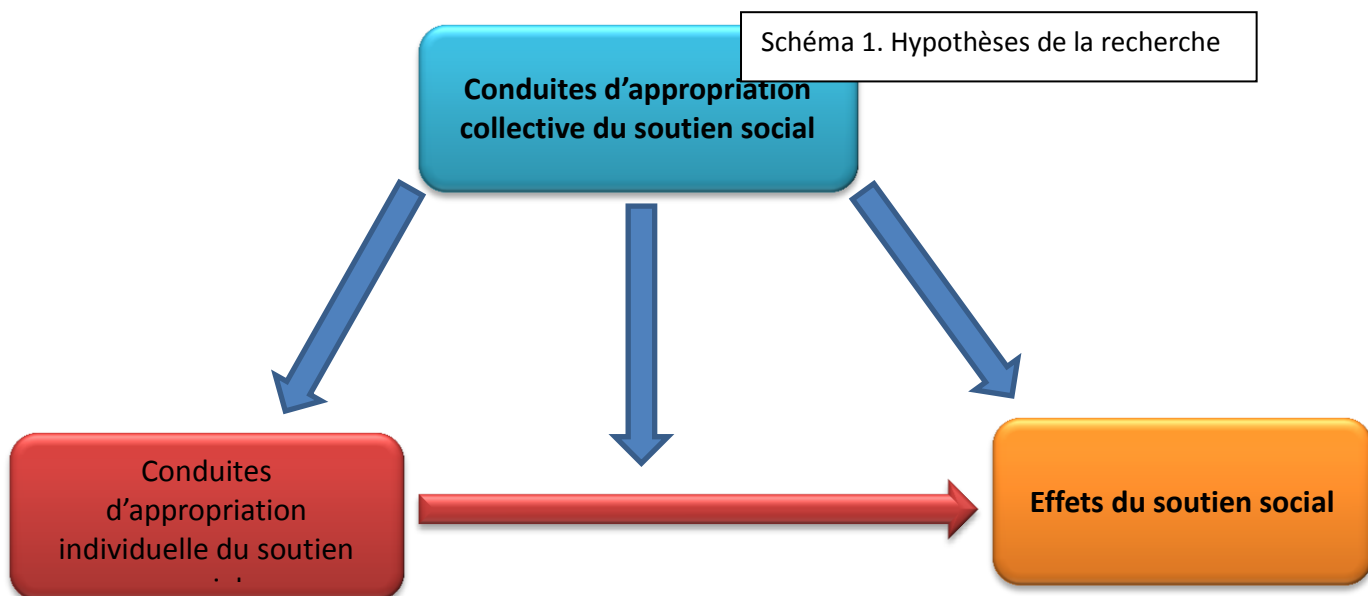 Schéma 1. Hypothèses de la recherche
Conduites d’appropriation
collective du soutien social
Conduites
d’appropriation
individuelle du soutien
Effets du soutien social